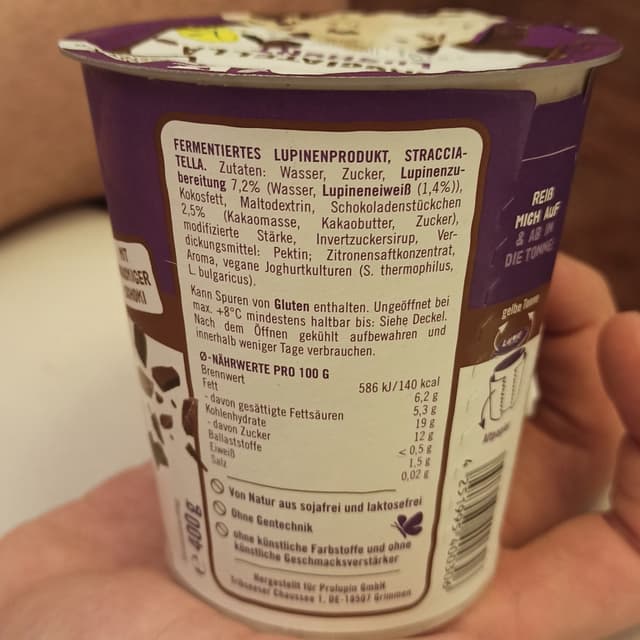 FERMENTIERTES LUPINENPRODUKT, STRACCIA-
TELLA. Zutaten: Wasser, Zucker, Lupinenzu-
bereitung 7,2% (Wasser, Lupineneiweiß (1,4%)),
Kokosfett, Maltodextrin, Schokoladenstückchen
2,5% (Kakaomasse, Kakaobutter, Zucker),
modifizierte Stärke, Invertzuckersirup, Ver-
dickungsmittel: Pektin; Zitronensaftkonzentrat,
Aroma, vegane Joghurtkulturen (S. thermophilus,
L. bulgaricus).
Kann Spuren von Gluten enthalten. Ungeöffnet bei
max. +8°C mindestens haltbar bis: Siehe Deckel.
Nach dem Öffnen gekühlt aufbewahren und
innerhalb weniger Tage verbrauchen.
Ø-NÄHRWERTE PRO 100 G
Brennwert 586 kJ/140 kcal
Fett 6,2 g
- davon gesättigte Fettsäuren 5,3 g
Kohlenhydrate 19 g
- davon Zucker 12 g
Ballaststoffe < 0,5 g
Eiweiß 1,5 g
Salz 0,02 g
Von Natur aus sojafrei und laktosefrei
Ohne Gentechnik
ohne künstliche Farbstoffe und ohne
künstliche Geschmacksverstärker
Hergestellt für Prolupin GmbH
Tribseeser Chaussee 1, DE-18507 Grimmen
400g
REIẞ
MICH AUF
& AB IN
DIE TONNE!
gelbe Tonne